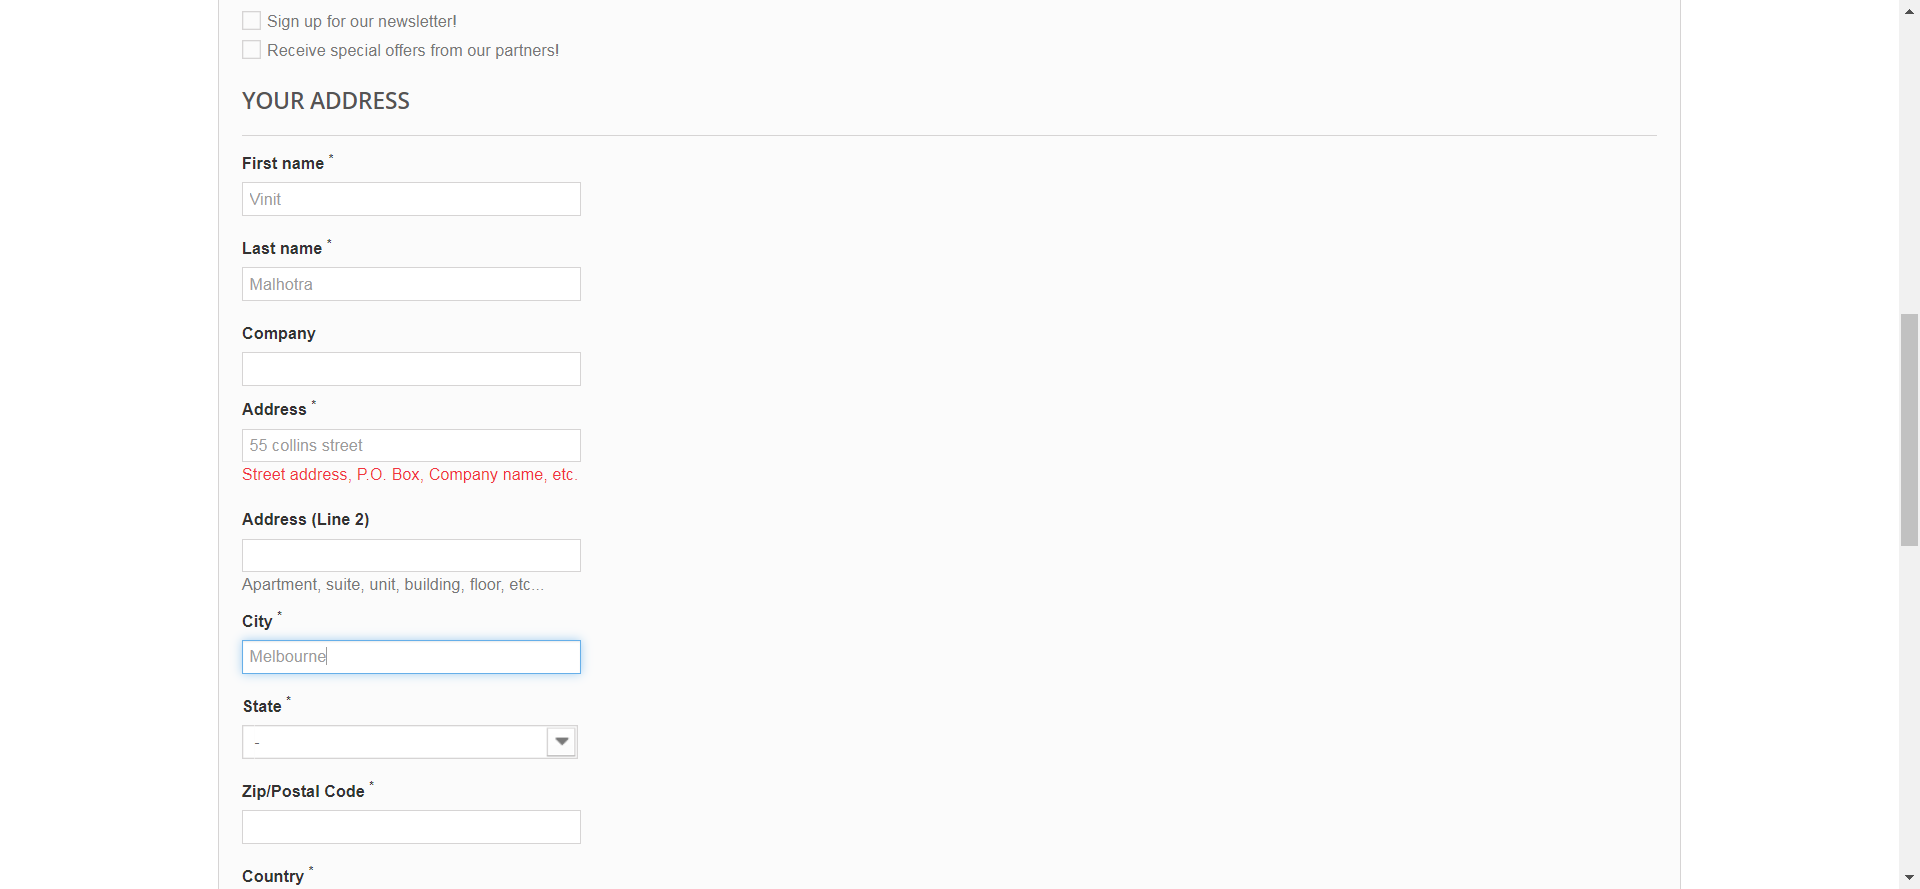 Sign up for our newsletter!
Receive special offers from our partners!
YOUR ADDRESS
First name *
Vinit
Last name *
Malhotra
Company
Address *
55 collins street
Street address, P.O. Box, Company name, etc.
Address (Line 2)
Apartment, suite, unit, building, floor, etc...
City *
Melbourne
State *
-
Zip/Postal Code *
Country *